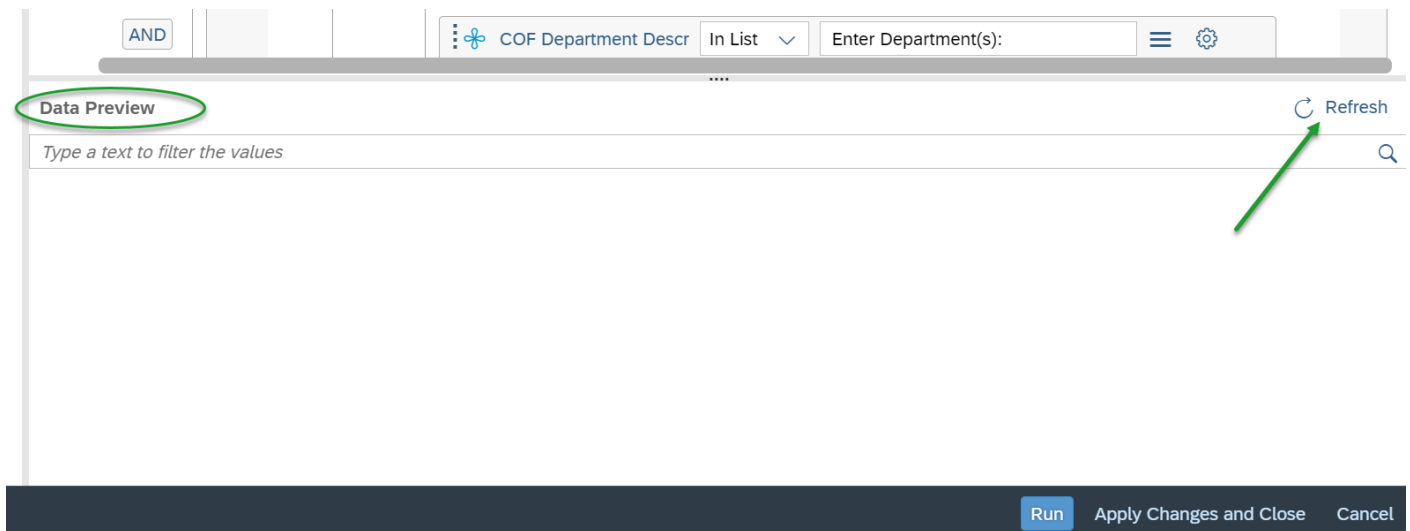 AND
COF Department Descr In List Enter Department(s):
Data Preview Refresh
Type a text to filter the values
Run Apply Changes and Close Cancel